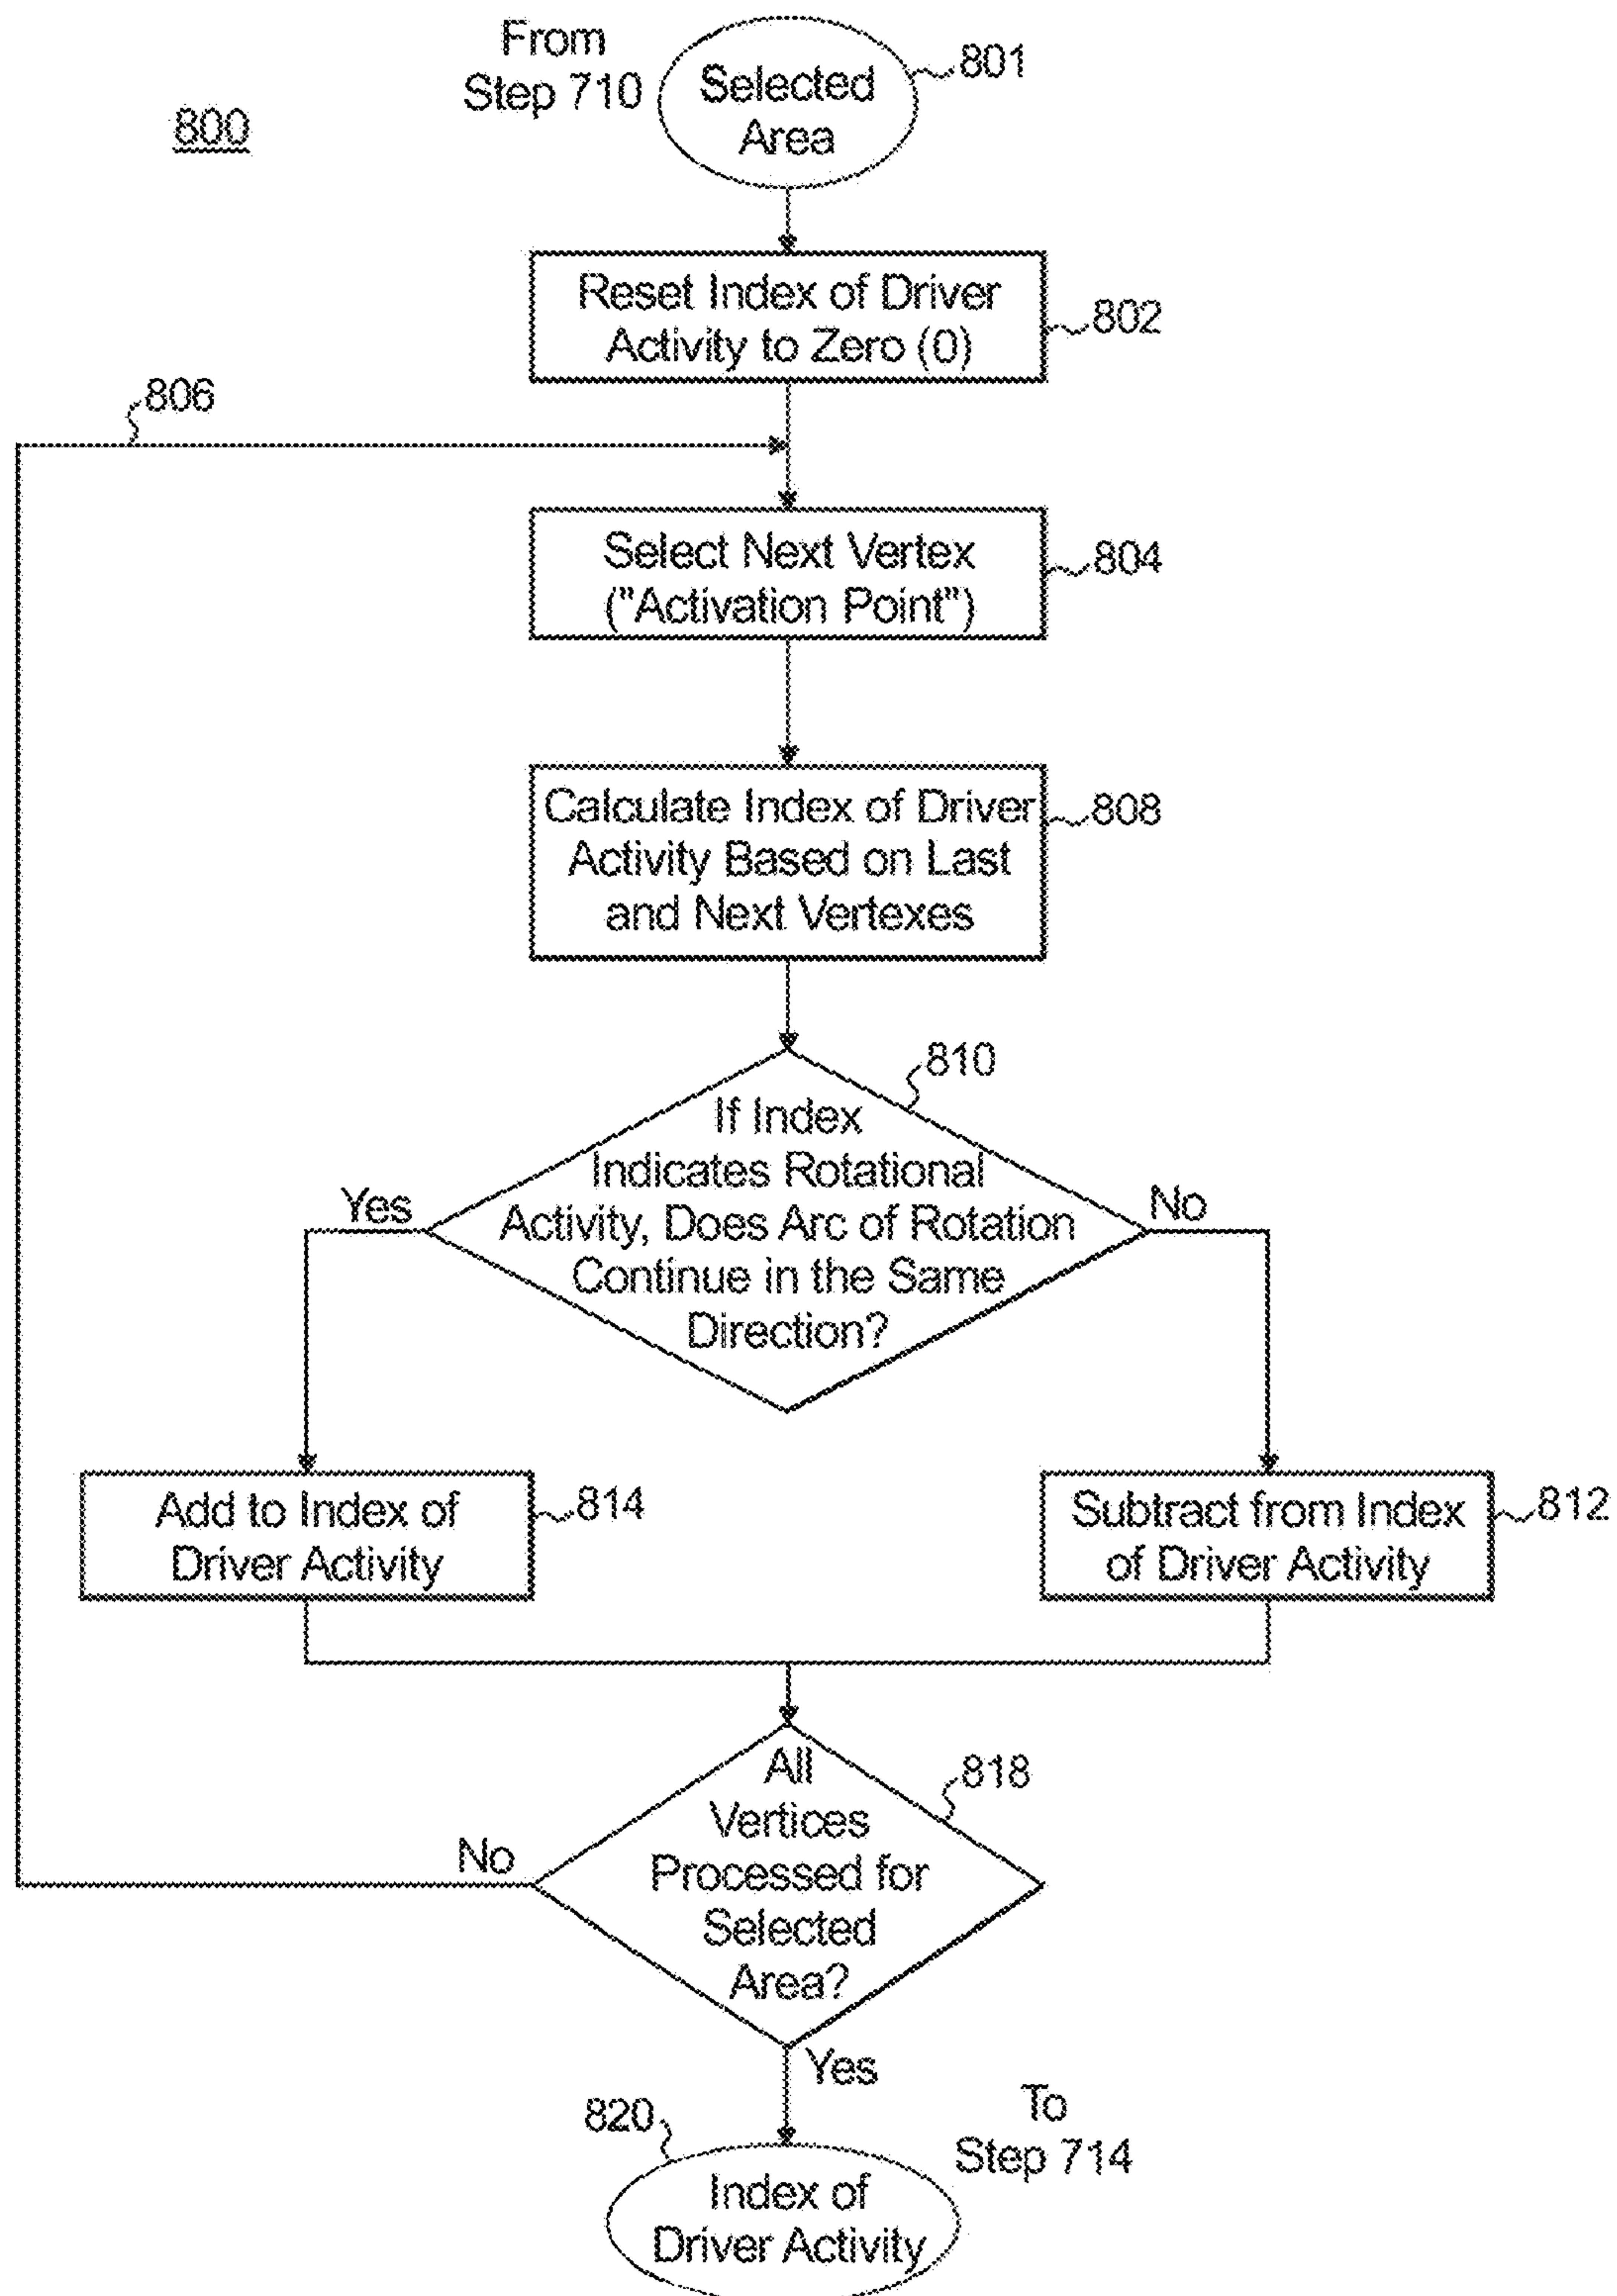 From
Step 710
Selected
Area
801
800
Reset Index of Driver
Activity to Zero (0)
802
806
Select Next Vertex
("Activation Point")
804
Calculate Index of Driver
Activity Based on Last
and Next Vertexes
808
810
If Index
Indicates Rotational
Activity, Does Arc of Rotation
Continue in the Same
Direction?
Yes
No
Add to Index of
Driver Activity
814
Subtract from Index
of Driver Activity
812
All
Vertices
Processed for
Selected
Area?
818
No
Yes
820
To
Step 714
Index of
Driver Activity